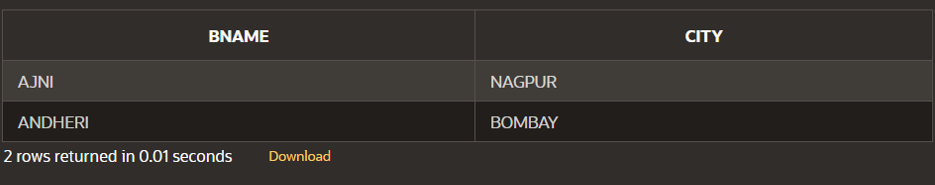 BNAME CITY
AJNI NAGPUR
ANDHERI BOMBAY
2 rows returned in 0.01 seconds Download